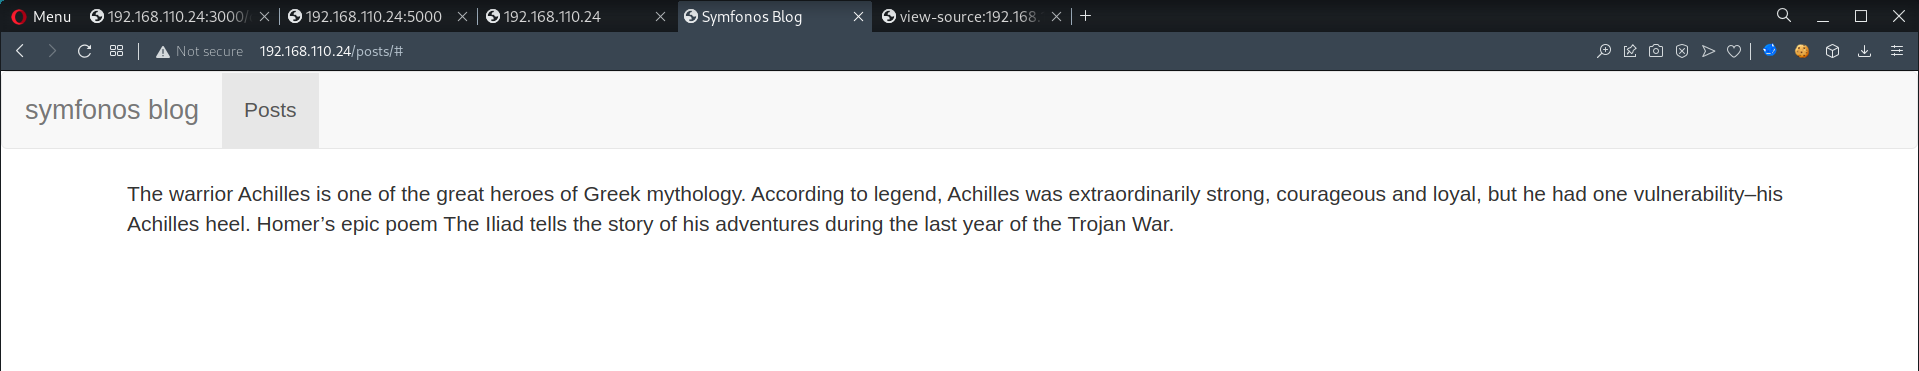 Menu 192.168.110.24:3000/ 192.168.110.24:5000 192.168.110.24 Symfonos Blog view-source:192.168.
Not secure 192.168.110.24/posts/#
symfonos blog Posts
The warrior Achilles is one of the great heroes of Greek mythology. According to legend, Achilles was extraordinarily strong, courageous and loyal, but he had one vulnerability–his
Achilles heel. Homer’s epic poem The Iliad tells the story of his adventures during the last year of the Trojan War.